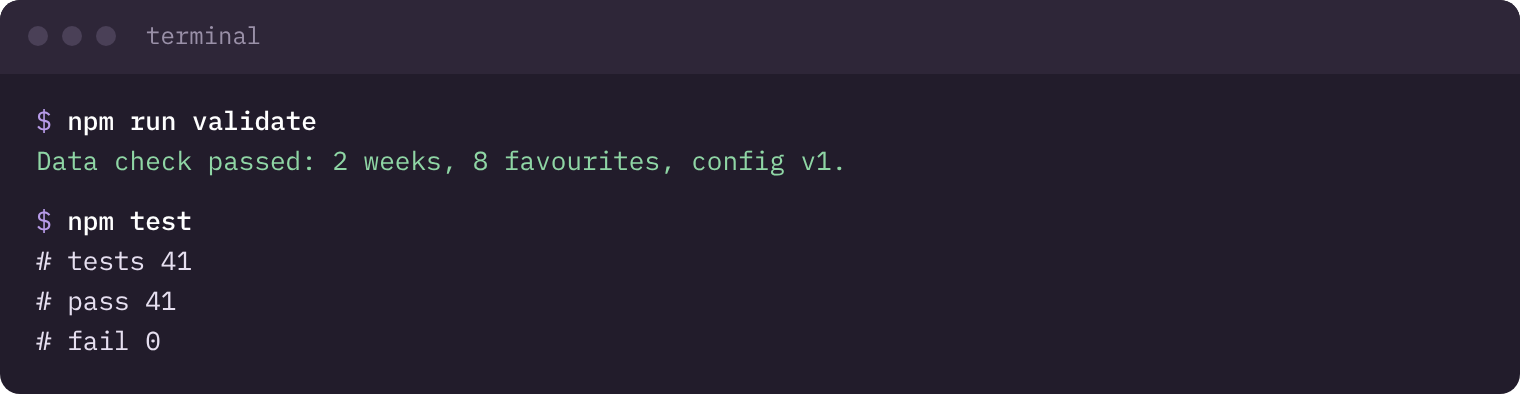 terminal
$ npm run validate
Data check passed: 2 weeks, 8 favourites, config v1.
$ npm test
# tests 41
# pass 41
# fail 0